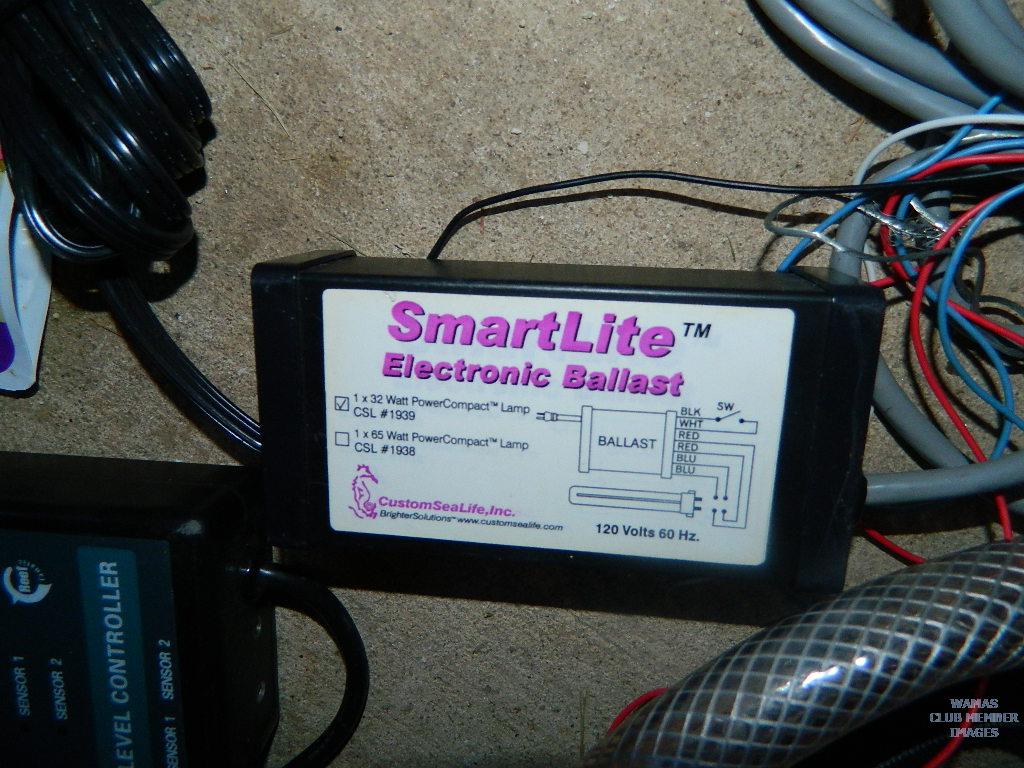 SmartLite™
Electronic Ballast
1 x 32 Watt PowerCompact™ Lamp
CSL #1939
1 x 65 Watt PowerCompact™ Lamp
CSL #1938
SW
BLK
WHT
RED
RED
BLU
BLU
BALLAST
CustomSeaLife,Inc.
BrighterSolutions℠ www.customsealife.com
120 Volts 60 Hz.
Reef
LEVEL CONTROLLER
SENSOR 1
SENSOR 2
SENSOR 1
SENSOR 2
WAMAS
CLUB MEMBER
IMAGES